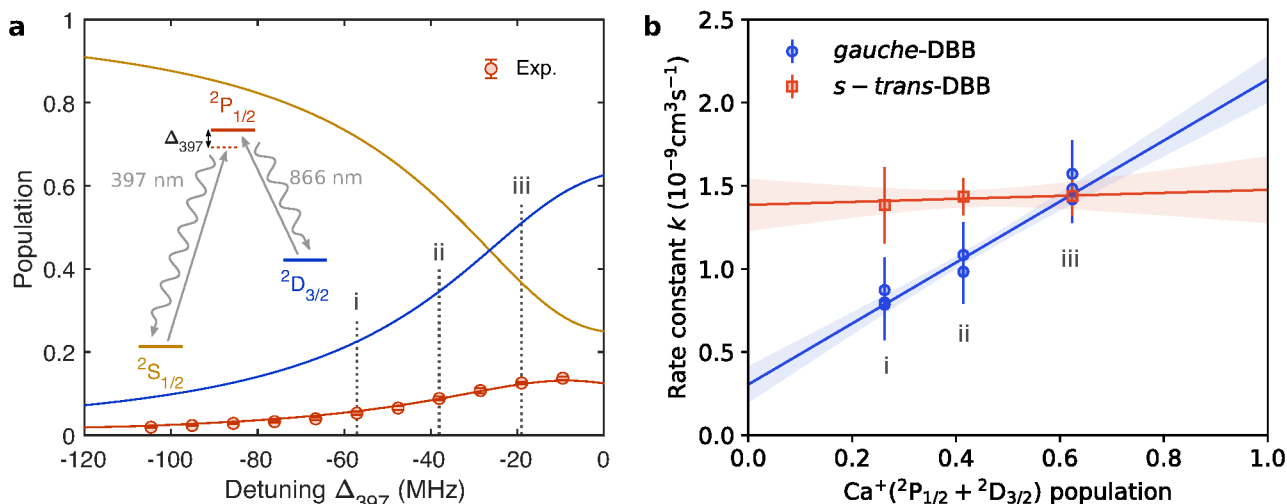 a
1
0.8
0.6
0.4
0.2
0
Population
-120
-100
-80
-60
-40
-20
0
Detuning Δ₃₉₇ (MHz)
Exp.
²P₁/₂
Δ₃₉₇
397 nm
866 nm
²D₃/₂
²S₁/₂
i
ii
iii
b
2.5
2.0
1.5
1.0
0.5
0.0
Rate constant k (10⁻⁹cm³s⁻¹)
gauche-DBB
s − trans-DBB
i
ii
iii
0.0
0.2
0.4
0.6
0.8
1.0
Ca⁺(²P₁/₂ + ²D₃/₂) population